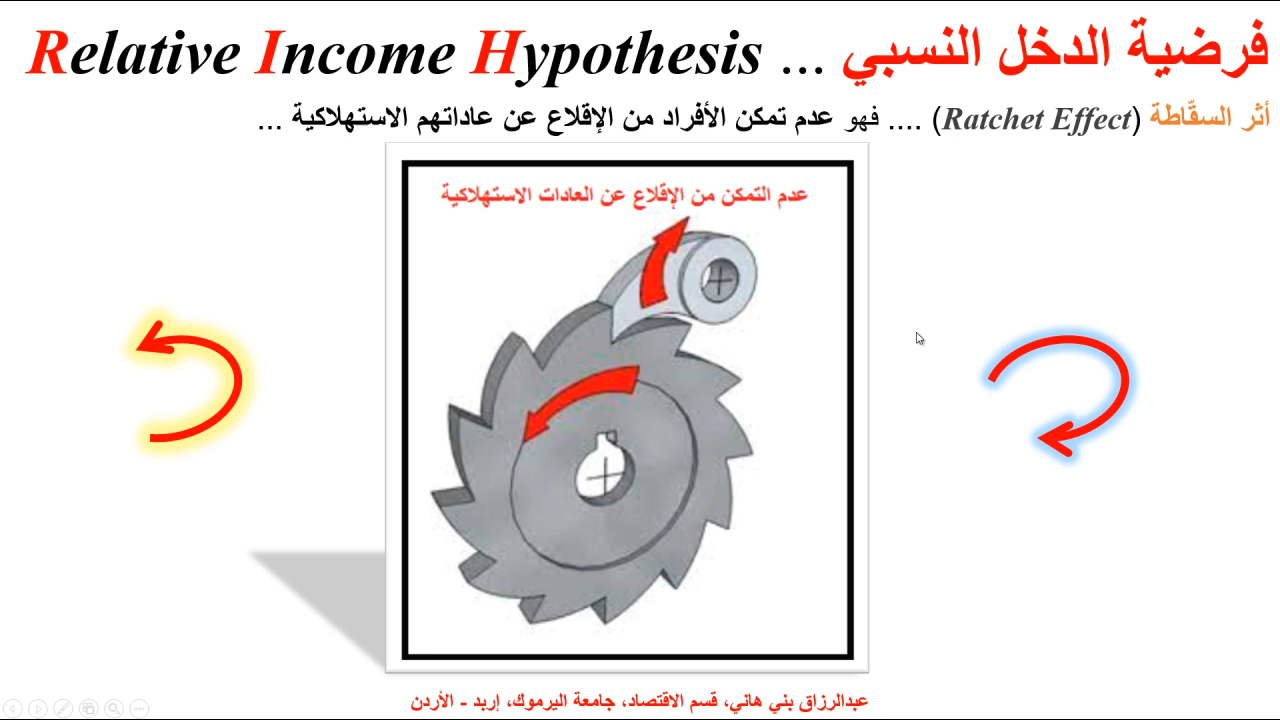 فرضية الدخل النسبي ... Relative Income Hypothesis
أثر السقّاطة (Ratchet Effect) .... فهو عدم تمكن الأفراد من الإقلاع عن عاداتهم الاستهلاكية ...
عدم التمكن من الإقلاع عن العادات الاستهلاكية
عبدالرزاق بني هاني، قسم الاقتصاد، جامعة اليرموك، إربد - الأردن